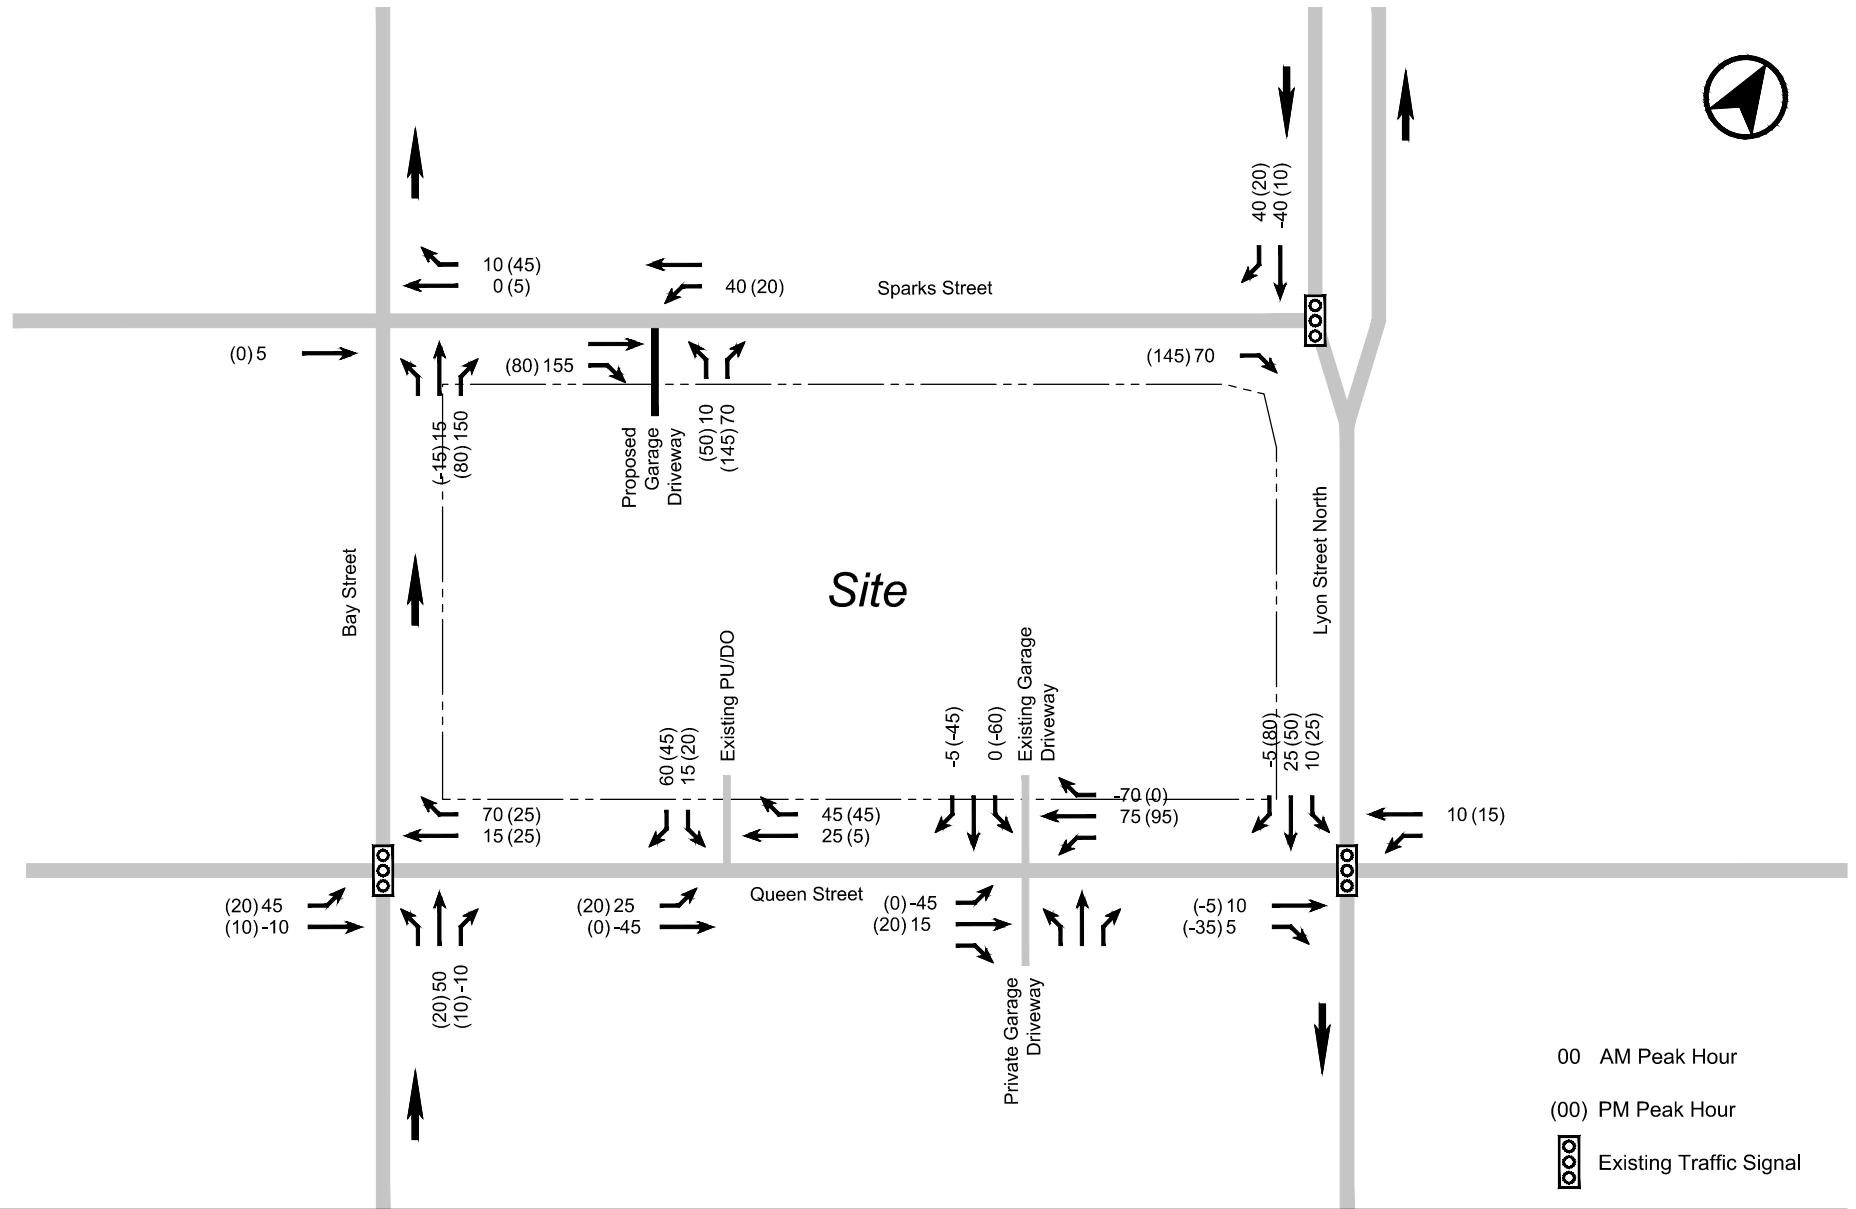 40 (20)
-40 (10)
10 (45)
0 (5)
40 (20)
Sparks Street
(0) 5
(80) 155
(145) 70
(-15) 15
(80) 150
(50) 10
(145) 70
Proposed
Garage
Driveway
Bay Street
Site
Lyon Street North
Existing PU/DO
Existing Garage
Driveway
60 (45)
15 (20)
-5 (-45)
0 (-60)
-5 (80)
25 (50)
10 (25)
70 (25)
15 (25)
45 (45)
25 (5)
-70 (0)
75 (95)
10 (15)
Queen Street
(20) 45
(10) -10
(20) 25
(0) -45
(0) -45
(20) 15
(-5) 10
(-35) 5
(20) 50
(10) -10
Private Garage
Driveway
00 AM Peak Hour
(00) PM Peak Hour
Existing Traffic Signal